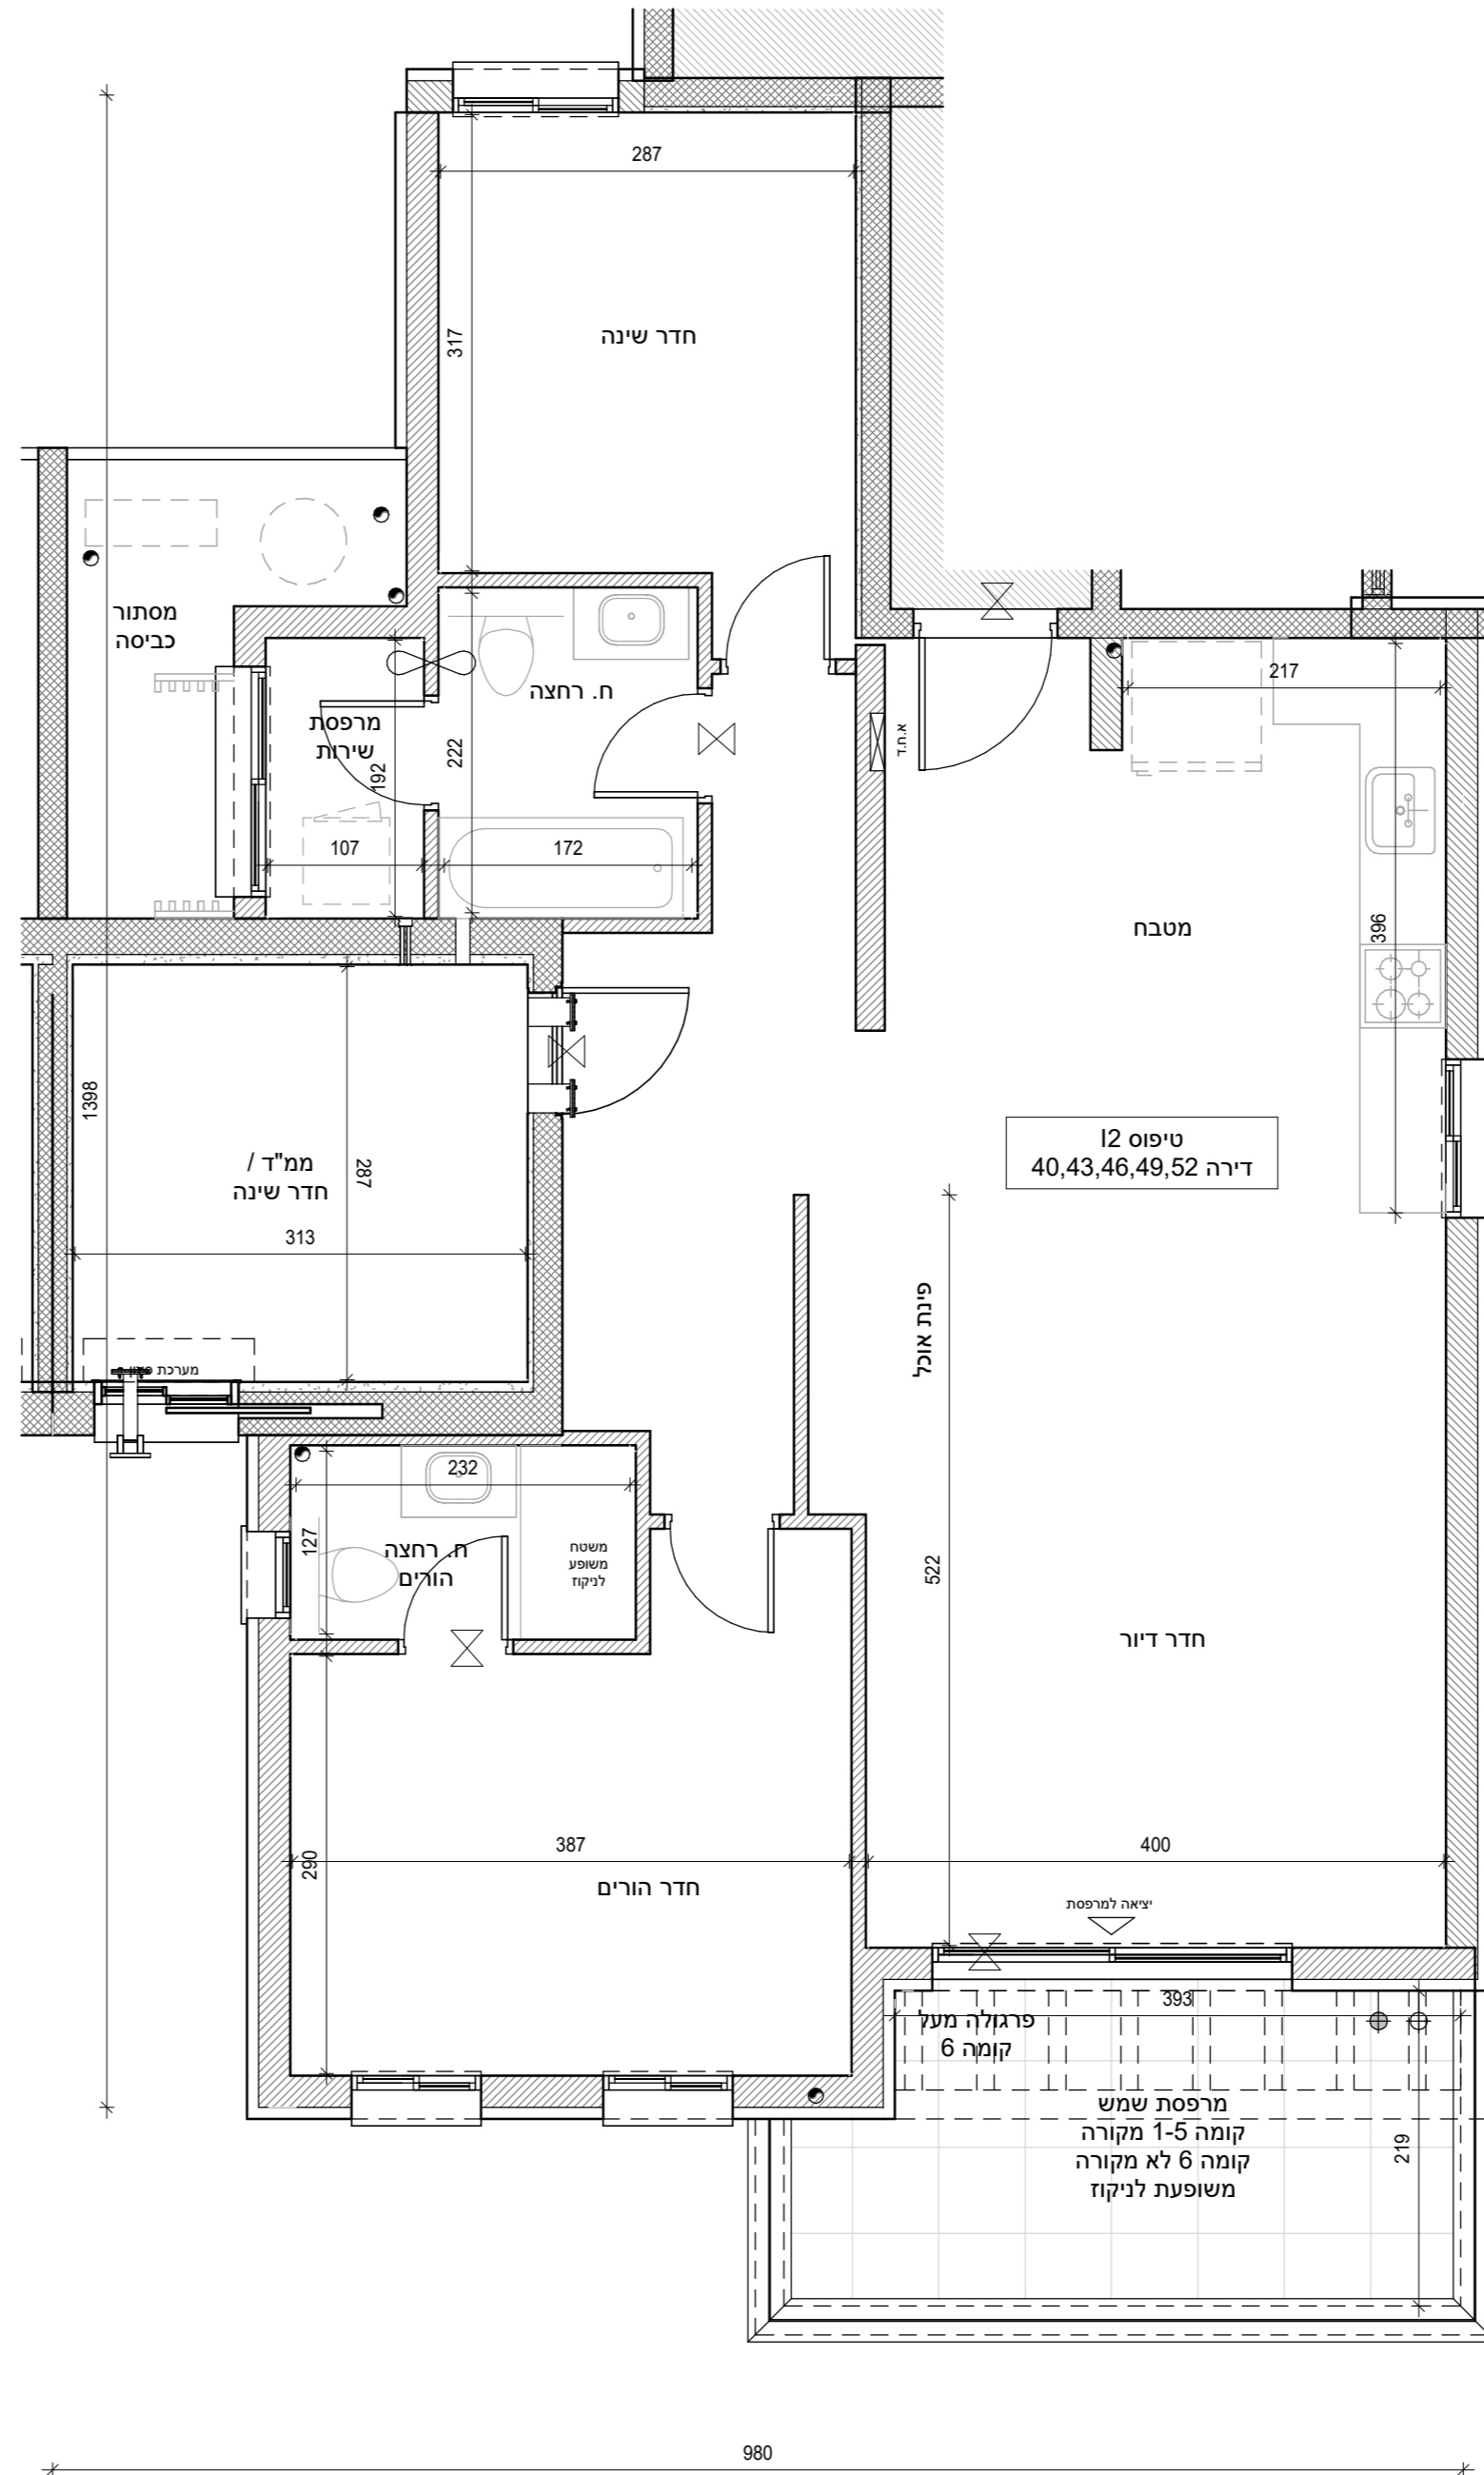 287
317
חדר שינה
מסתור
כביסה
ח. רחצה
מרפסת
שירות
192
222
107
172
א.ח.ד
217
מטבח
396
1398
ממ"ד /
חדר שינה
287
313
טיפוס I2
דירה 40,43,46,49,52
פינת אוכל
מערכת
232
127
ח. רחצה
הורים
משטח
משופע
לניקוז
522
חדר דיור
387
400
290
חדר הורים
יציאה למרפסת
393
פרגולה מעל
קומה 6
מרפסת שמש
קומה 1-5 מקורה
קומה 6 לא מקורה
משופעת לניקוז
219
980